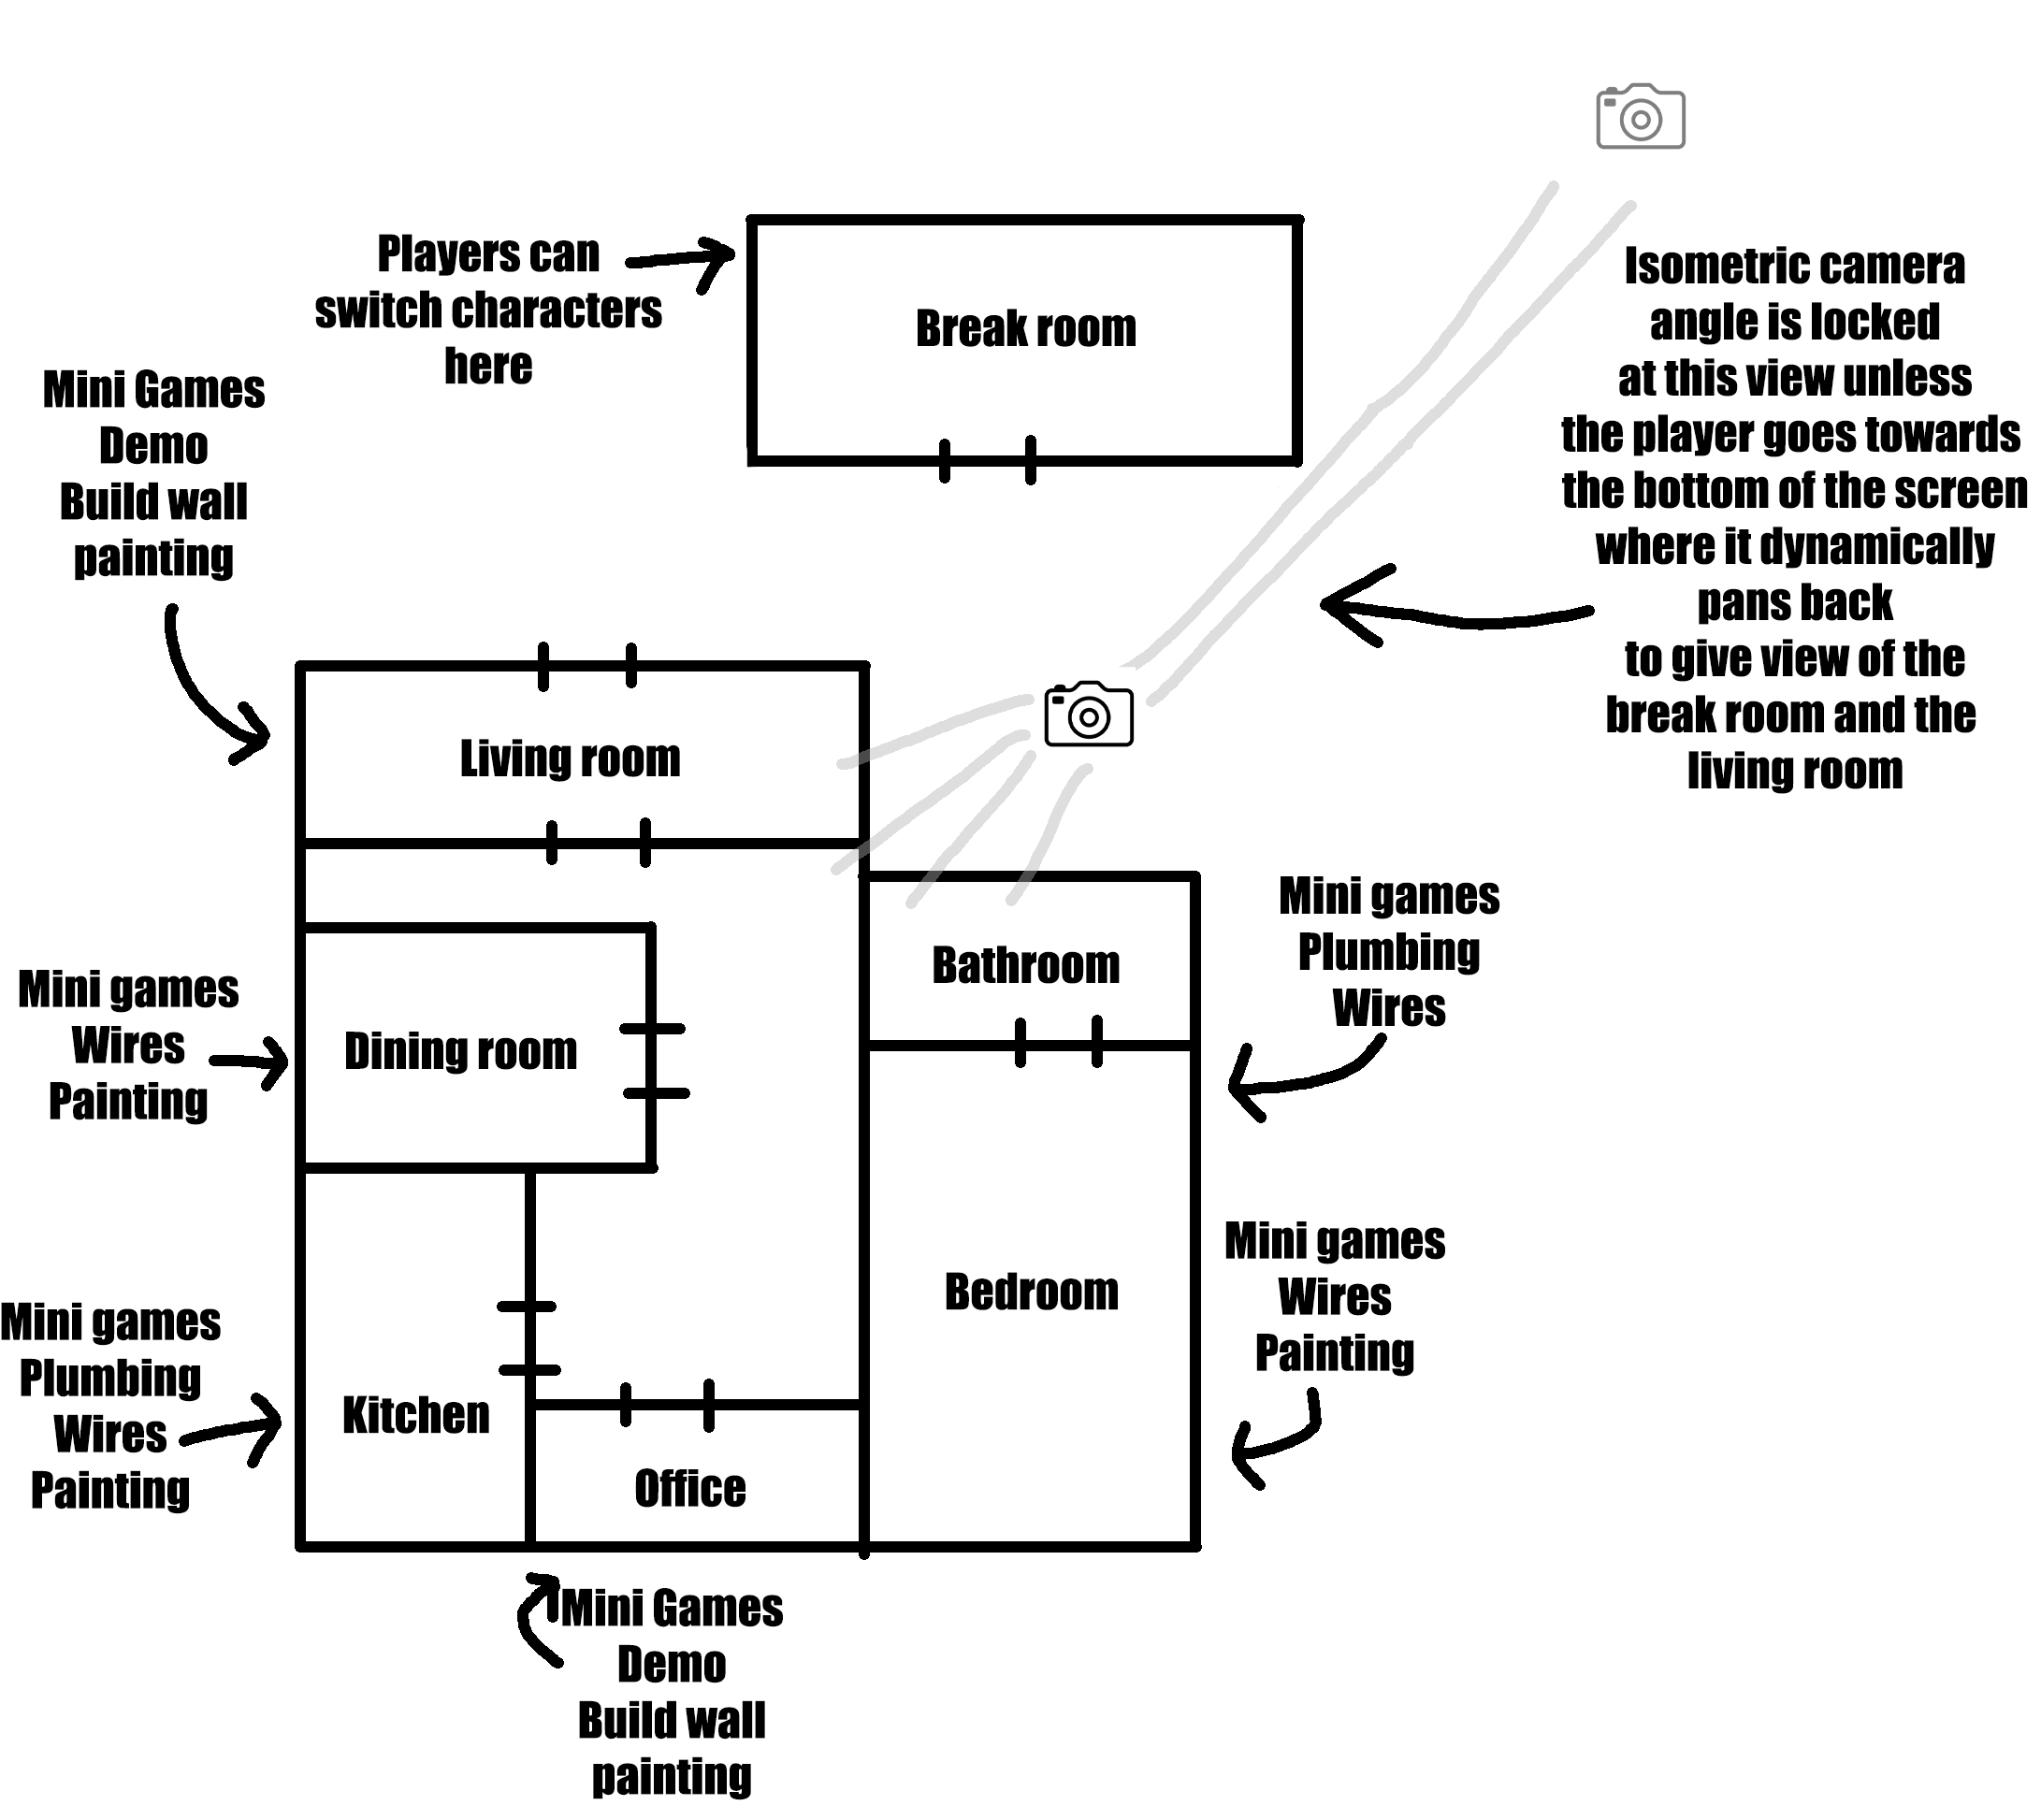 Players can
switch characters
here
Break room
Isometric camera
angle is locked
at this view unless
the player goes towards
the bottom of the screen
where it dynamically
pans back
to give view of the
break room and the
living room
Mini Games
Demo
Build wall
painting
Living room
Bathroom
Mini games
Plumbing
Wires
Mini games
Wires
Painting
Dining room
Bedroom
Mini games
Wires
Painting
Mini games
Plumbing
Wires
Painting
Kitchen
Office
Mini Games
Demo
Build wall
painting